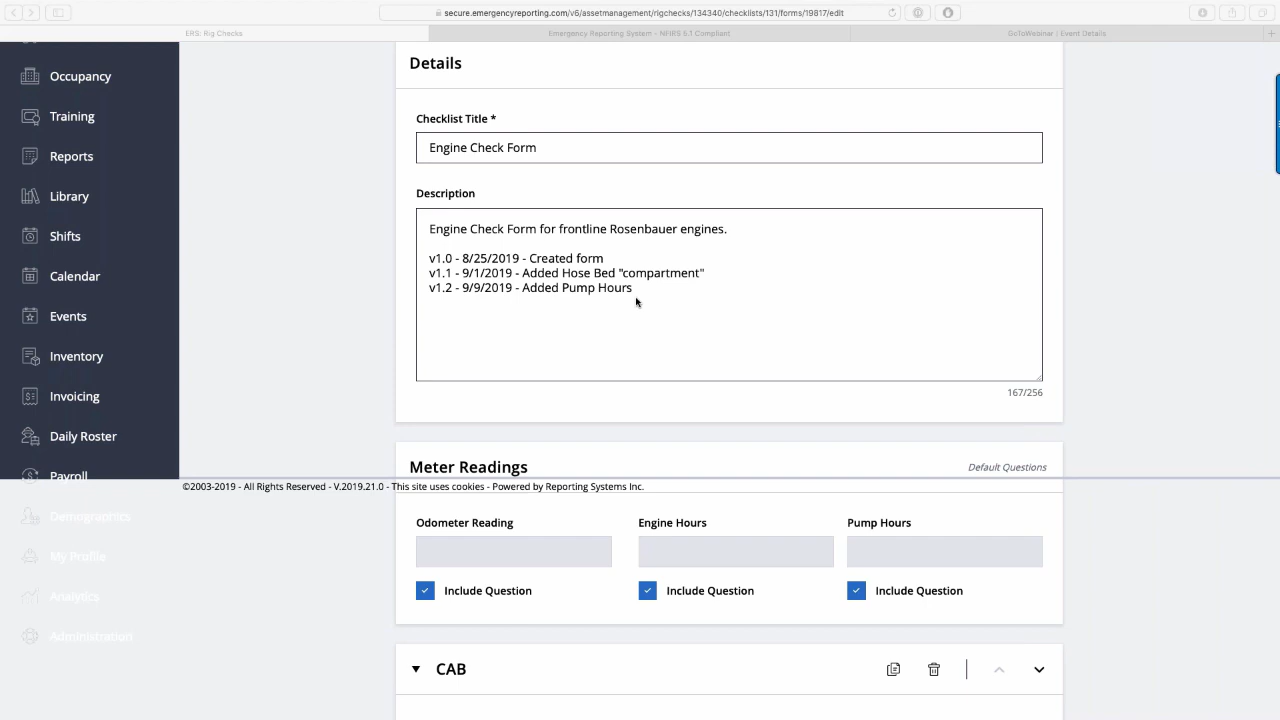 secure.emergencyreporting.com/v6/assetmanagement/rigchecks/134340/checklists/131/forms/19817/edit
ERS: Rig Checks
Emergency Reporting System - NFIRS 5.1 Compliant
GoToWebinar | Event Details
Occupancy
Training
Reports
Library
Shifts
Calendar
Events
Inventory
Invoicing
Daily Roster
Payroll
Demographics
My Profile
Analytics
Administration
Details
Checklist Title *
Engine Check Form
Description
Engine Check Form for frontline Rosenbauer engines.
v1.0 - 8/25/2019 - Created form
v1.1 - 9/1/2019 - Added Hose Bed "compartment"
v1.2 - 9/9/2019 - Added Pump Hours
167/256
Meter Readings
Default Questions
©2003-2019 - All Rights Reserved - V.2019.21.0 - This site uses cookies - Powered by Reporting Systems Inc.
Odometer Reading
Engine Hours
Pump Hours
Include Question
Include Question
Include Question
CAB